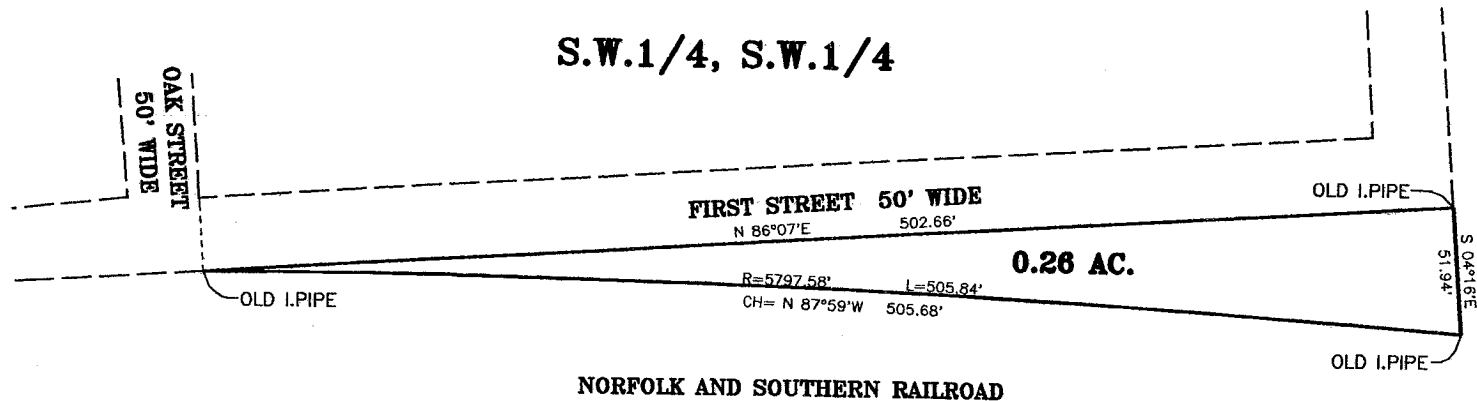 S.W.1/4, S.W.1/4
OAK STREET
50' WIDE
FIRST STREET 50' WIDE
N 86°07'E 502.66'
OLD I.PIPE
S 04°16'E
51.94'
0.26 AC.
R=5797.58' L=505.84'
CH= N 87°59'W 505.68'
OLD I.PIPE
OLD I.PIPE
NORFOLK AND SOUTHERN RAILROAD